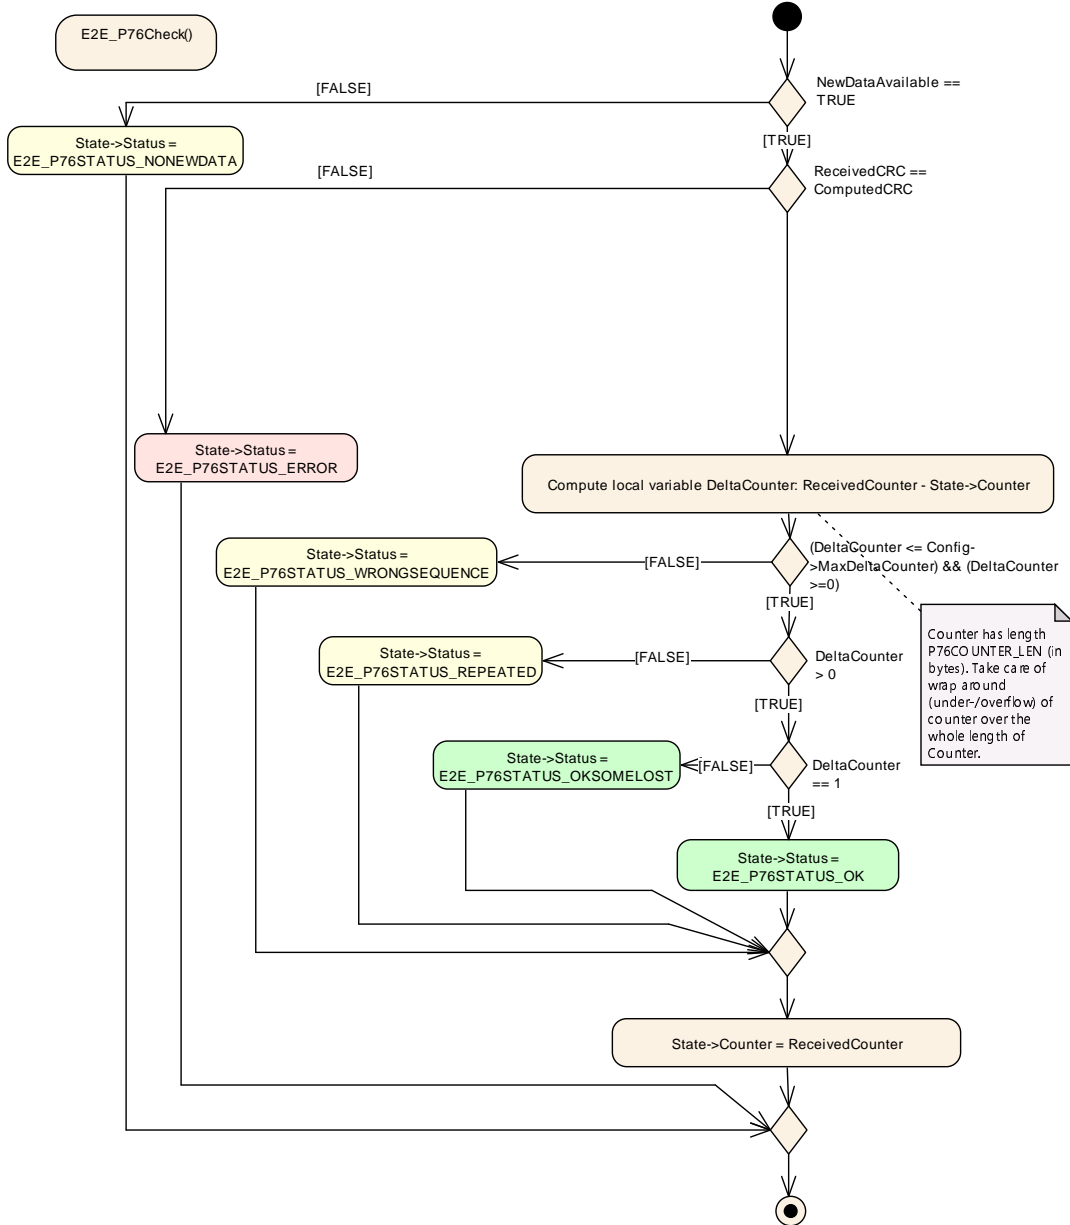 E2E_P76Check()
NewDataAvailable ==
TRUE
[FALSE]
State->Status =
E2E_P76STATUS_NONEWDATA
[TRUE]
ReceivedCRC ==
ComputedCRC
[FALSE]
State->Status =
E2E_P76STATUS_ERROR
Compute local variable DeltaCounter: ReceivedCounter - State->Counter
(DeltaCounter <= Config-
>MaxDeltaCounter) && (DeltaCounter
>=0)
[FALSE]
State->Status =
E2E_P76STATUS_WRONGSEQUENCE
[TRUE]
Counter has length
P76COUNTER_LEN (in
bytes). Take care of
wrap around
(under-/overflow) of
counter over the
whole length of
Counter.
DeltaCounter
> 0
[FALSE]
State->Status =
E2E_P76STATUS_REPEATED
[TRUE]
DeltaCounter
== 1
[FALSE]
State->Status =
E2E_P76STATUS_OKSOMELOST
[TRUE]
State->Status =
E2E_P76STATUS_OK
State->Counter = ReceivedCounter